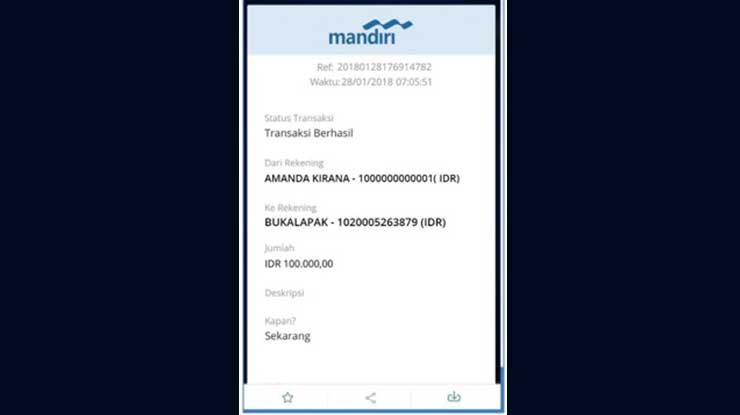 mandiri
Ref: 20180128176914782
Waktu: 28/01/2018 07:05:51
Status Transaksi
Transaksi Berhasil
Dari Rekening
AMANDA KIRANA - 1000000000001( IDR)
Ke Rekening
BUKALAPAK - 1020005263879 (IDR)
Jumlah
IDR 100.000,00
Deskripsi
Kapan?
Sekarang